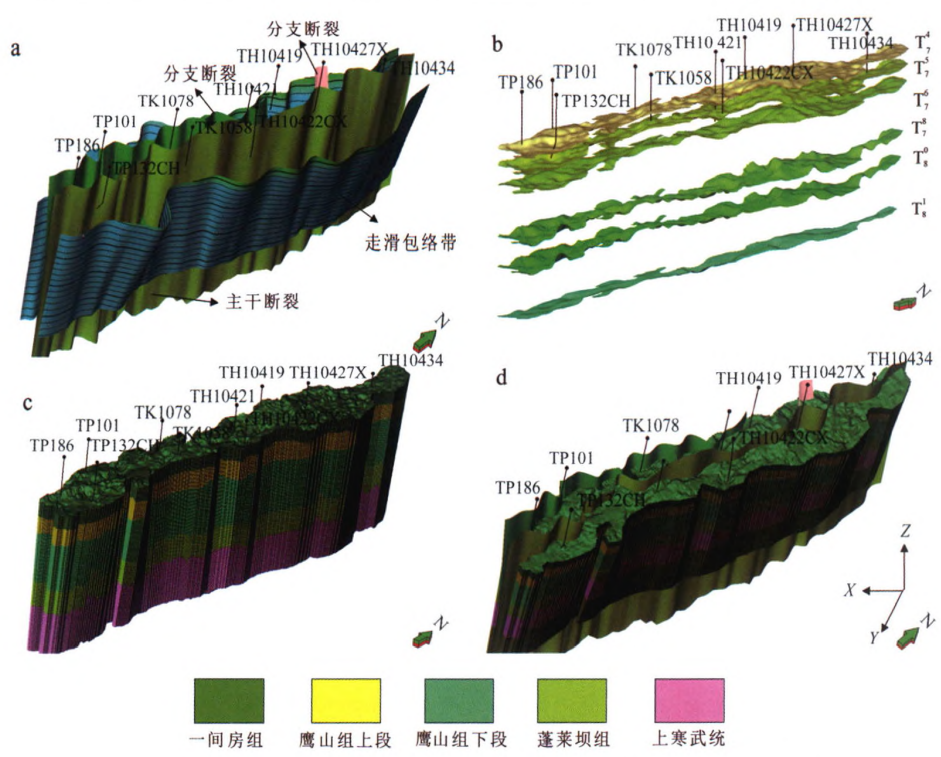 a
分支断裂
TH10419
TH10427X
TH10434
分支断裂
TH10421
TK1078
TK1058
TH10422CX
TP101
TP186
TP132CH
走滑包络带
主干断裂
N
b
TH10419
TH10427X
TH10421
TH10434
TK1078
TP101
TK1058
TH10422CX
TP186
TP132CH
T₇⁴
T₇⁵
T₇⁶
T₇⁸
T₈⁰
T₈¹
N
c
TH10434
TH10419
TH10427X
TH10421
TK1078
TP101
TP186
TP132CH
N
d
TH10434
TH10427X
TH10419
TK1078
TH10422CX
TP101
TP186
TP132CH
Z
X
Y
N
一间房组
鹰山组上段
鹰山组下段
蓬莱坝组
上寒武统